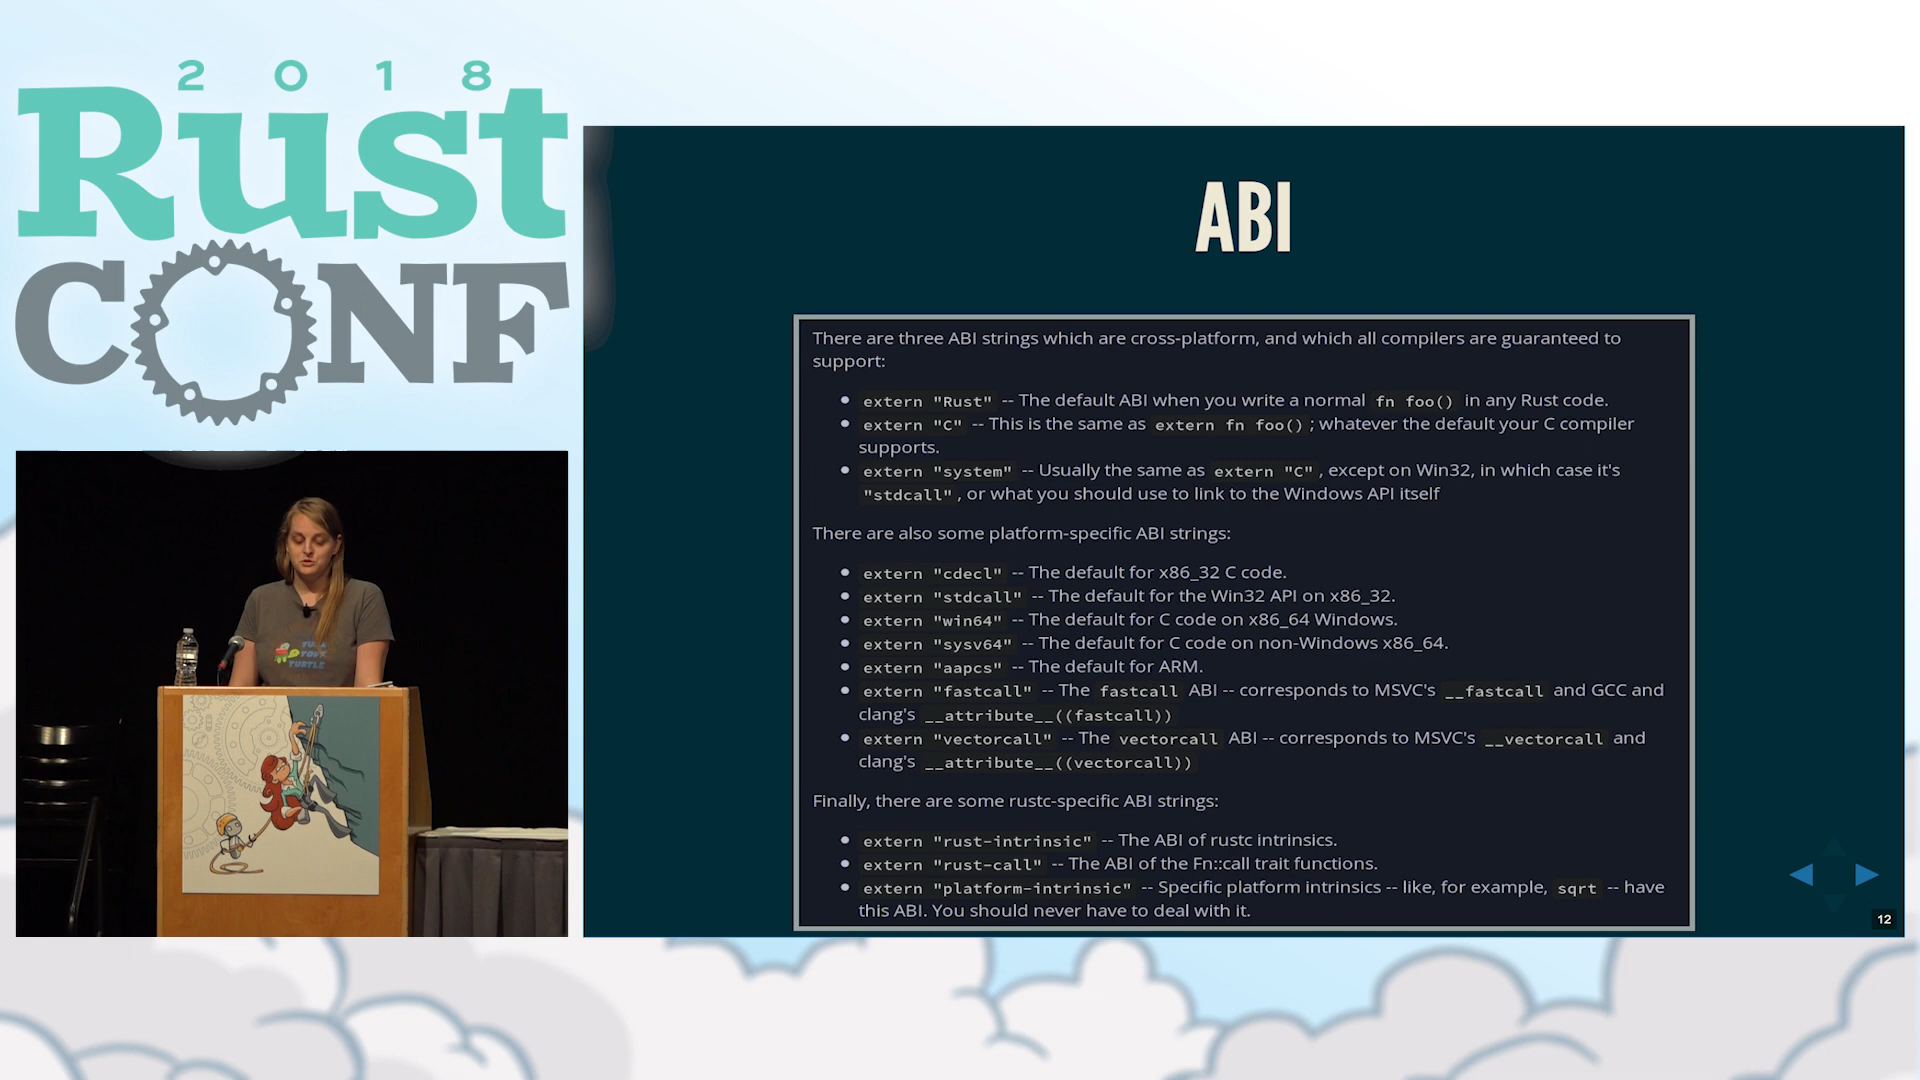 2018
Rust
CONF
ABI
There are three ABI strings which are cross-platform, and which all compilers are guaranteed to
support:
extern "Rust" -- The default ABI when you write a normal fn foo() in any Rust code.
extern "C" -- This is the same as extern fn foo() ; whatever the default your C compiler
supports.
extern "system" -- Usually the same as extern "C" , except on Win32, in which case it's
"stdcall" , or what you should use to link to the Windows API itself
There are also some platform-specific ABI strings:
extern "cdecl" -- The default for x86_32 C code.
extern "stdcall" -- The default for the Win32 API on x86_32.
extern "win64" -- The default for C code on x86_64 Windows.
extern "sysv64" -- The default for C code on non-Windows x86_64.
extern "aapcs" -- The default for ARM.
extern "fastcall" -- The fastcall ABI -- corresponds to MSVC's __fastcall and GCC and
clang's __attribute__((fastcall))
extern "vectorcall" -- The vectorcall ABI -- corresponds to MSVC's __vectorcall and
clang's __attribute__((vectorcall))
Finally, there are some rustc-specific ABI strings:
extern "rust-intrinsic" -- The ABI of rustc intrinsics.
extern "rust-call" -- The ABI of the Fn::call trait functions.
extern "platform-intrinsic" -- Specific platform intrinsics -- like, for example, sqrt -- have
this ABI. You should never have to deal with it.
12
TURTLE